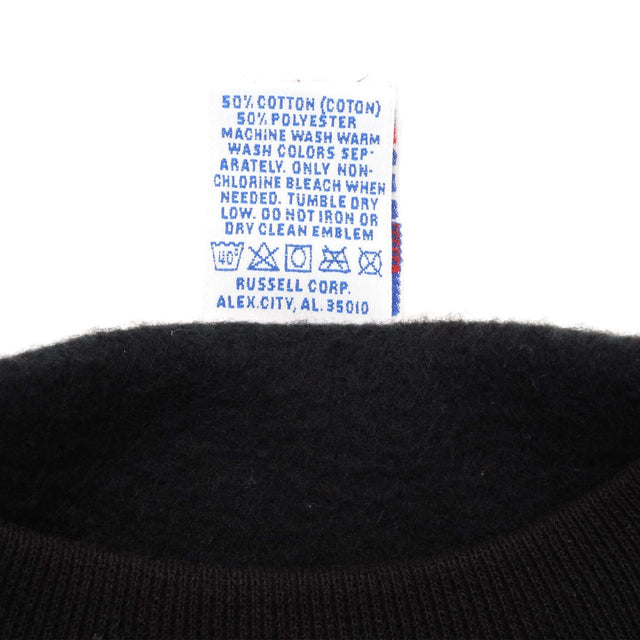 50% COTTON (COTON)
50% POLYESTER
MACHINE WASH WARM
WASH COLORS SEP-
ARATELY. ONLY NON-
CHLORINE BLEACH WHEN
NEEDED. TUMBLE DRY
LOW. DO NOT IRON OR
DRY CLEAN EMBLEM
40°
RUSSELL CORP.
ALEX.CITY, AL. 35010